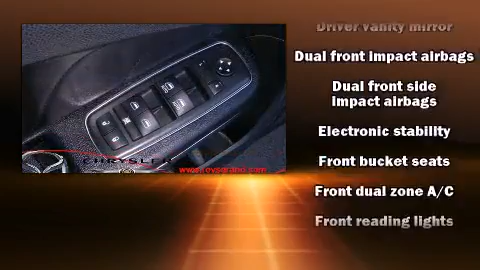 Driver vanity mirror
Dual front impact airbags
Dual front side
impact airbags
Electronic stability
Front bucket seats
Front dual zone A/C
Front reading lights
CHRYSLER